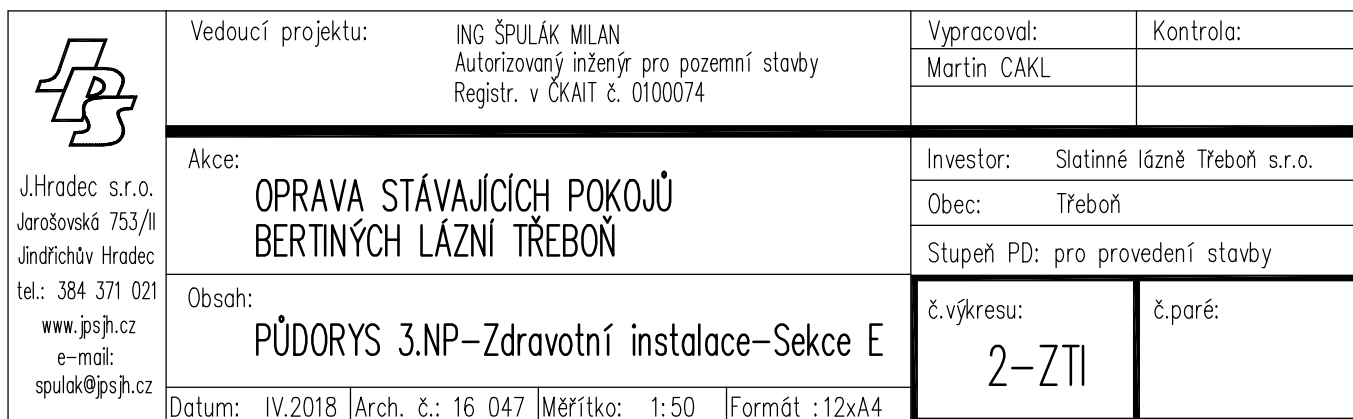 JPS
J.Hradec s.r.o.
Jarošovská 753/II
Jindřichův Hradec
tel.: 384 371 021
www.jpsjh.cz
e-mail:
spulak@jpsjh.cz
Vedoucí projektu: ING ŠPULÁK MILAN
Autorizovaný inženýr pro pozemní stavby
Registr. v ČKAIT č. 0100074
Vypracoval: Kontrola:
Martin CAKL
Akce:
OPRAVA STÁVAJÍCÍCH POKOJŮ
BERTINÝCH LÁZNÍ TŘEBOŇ
Investor: Slatinné lázně Třeboň s.r.o.
Obec: Třeboň
Stupeň PD: pro provedení stavby
Obsah:
PŮDORYS 3.NP-Zdravotní instalace-Sekce E
Datum: IV.2018 Arch. č.: 16 047 Měřítko: 1:50 Formát :12xA4
č.výkresu: č.paré:
2-ZTI